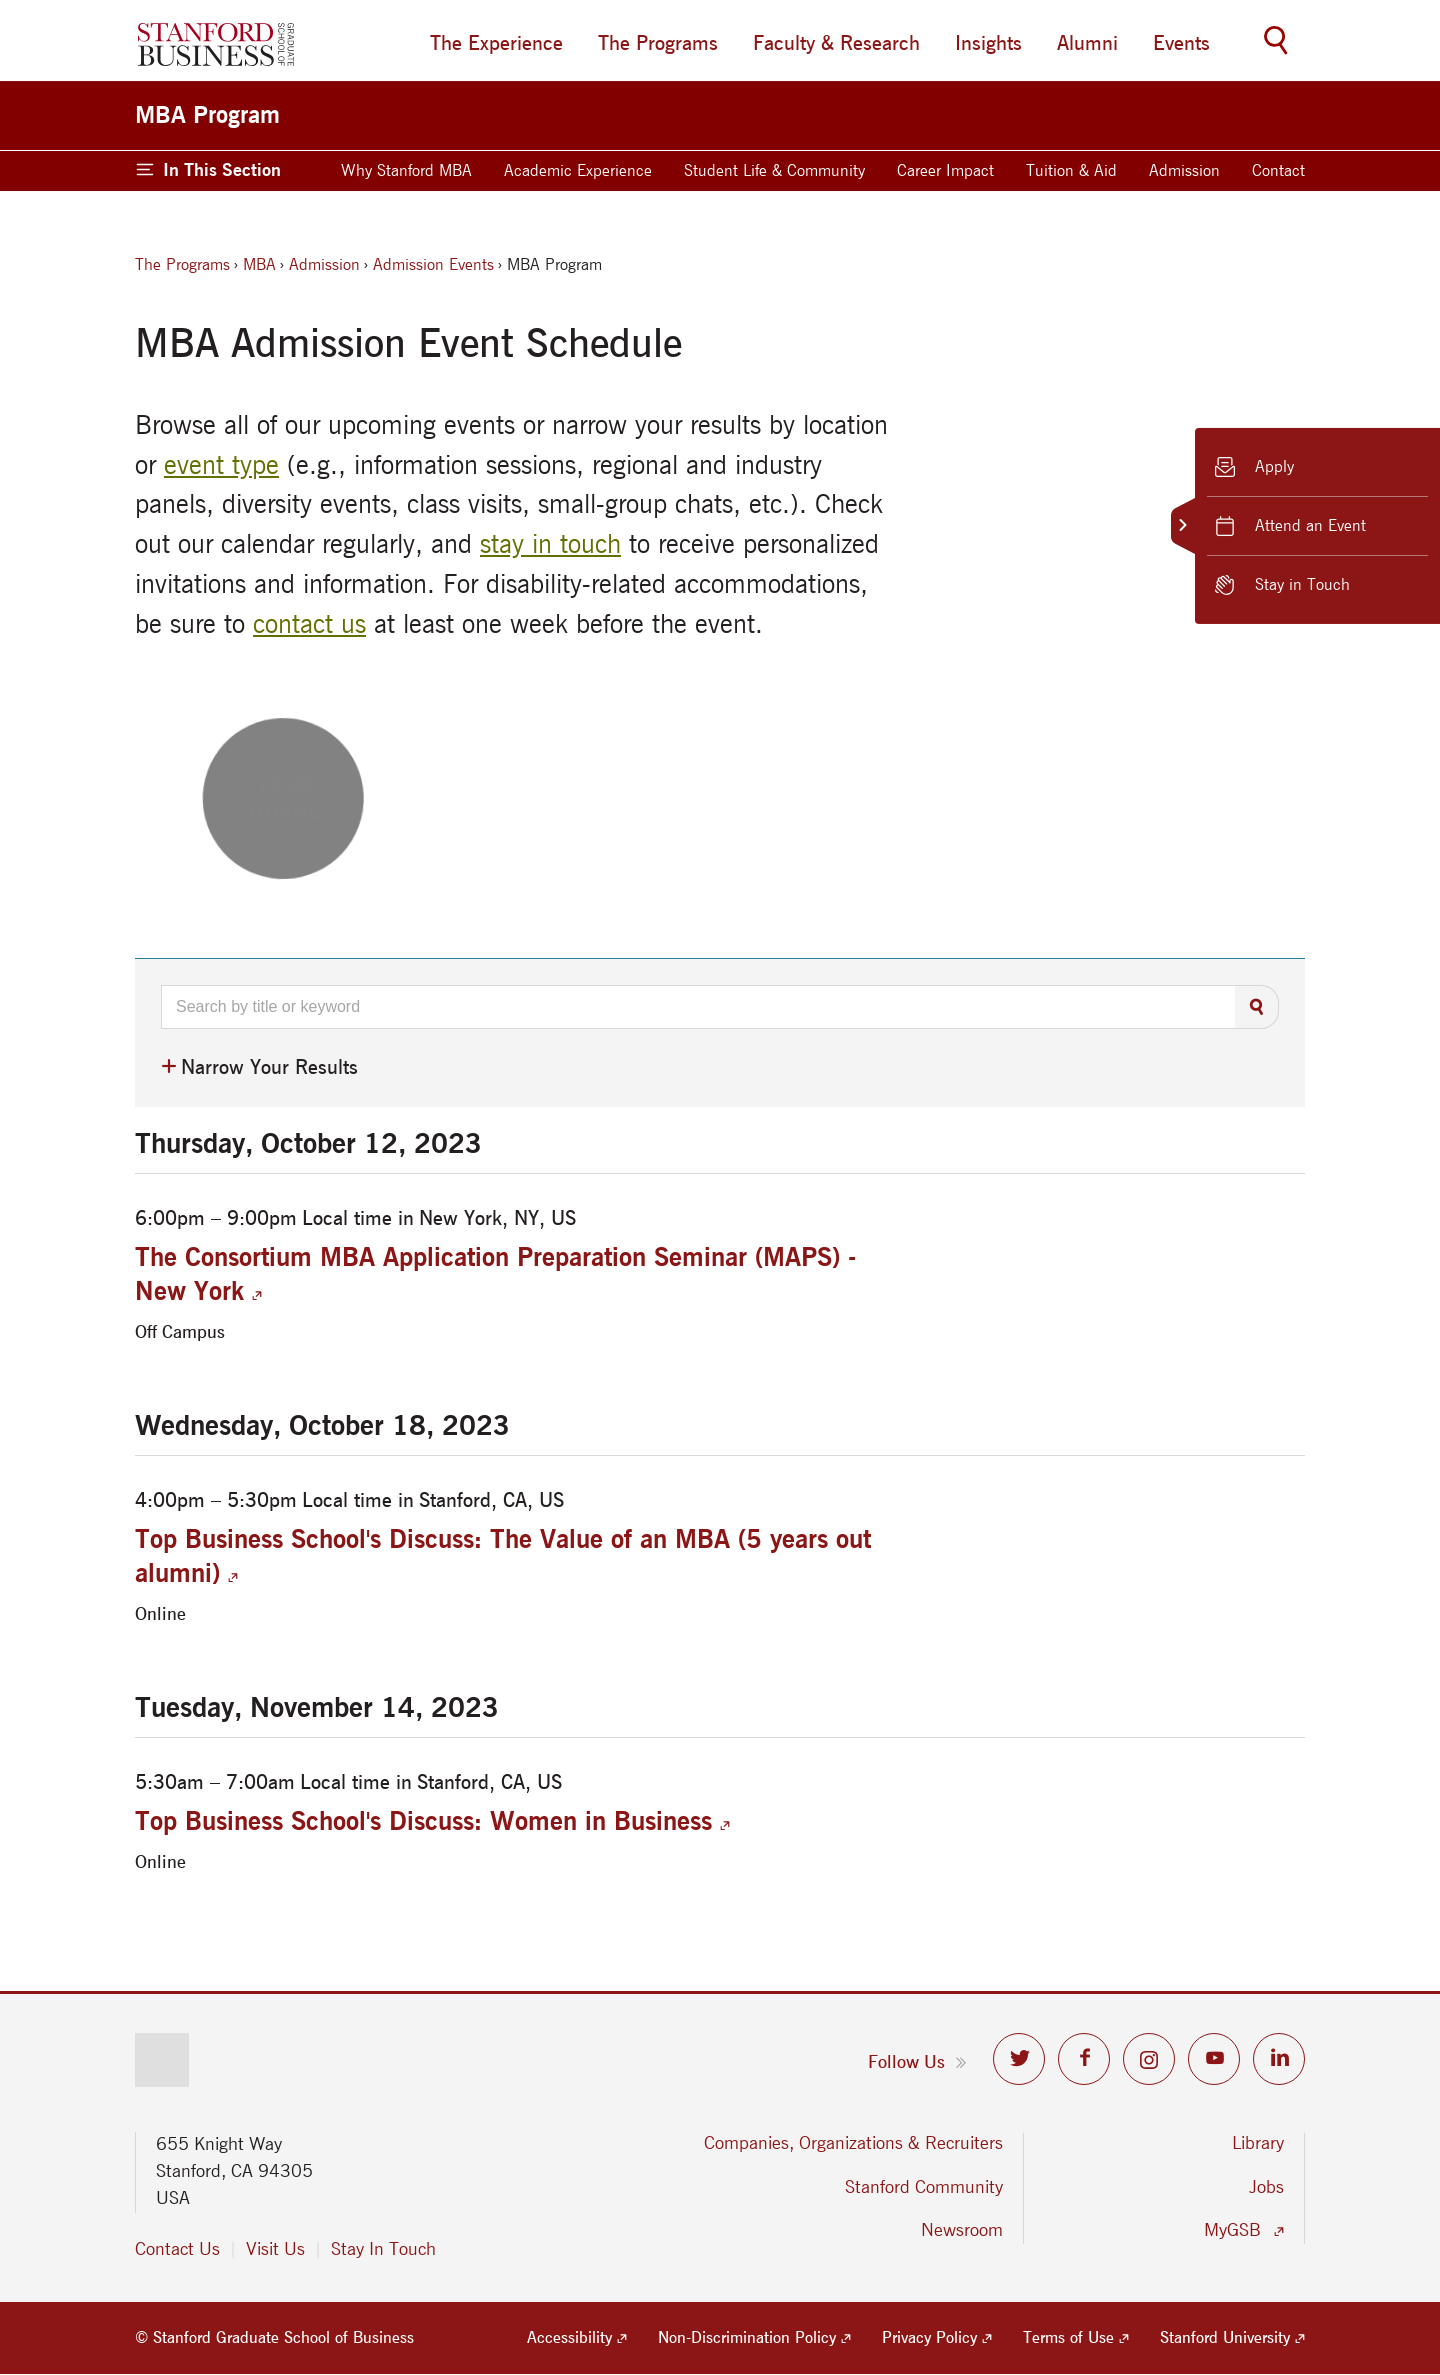 STANFORD
BUSINESS
GRADUATE
SCHOOL OF
The Experience
The Programs
Faculty & Research
Insights
Alumni
Events
MBA Program
In This Section
Why Stanford MBA
Academic Experience
Student Life & Community
Career Impact
Tuition & Aid
Admission
Contact
The Programs › MBA › Admission › Admission Events › MBA Program
MBA Admission Event Schedule
Browse all of our upcoming events or narrow your results by location
or event type (e.g., information sessions, regional and industry
panels, diversity events, class visits, small-group chats, etc.). Check
out our calendar regularly, and stay in touch to receive personalized
invitations and information. For disability-related accommodations,
be sure to contact us at least one week before the event.
Apply
Attend an Event
Stay in Touch
Search by title or keyword
Narrow Your Results
Thursday, October 12, 2023
6:00pm – 9:00pm Local time in New York, NY, US
The Consortium MBA Application Preparation Seminar (MAPS) -
New York
Off Campus
Wednesday, October 18, 2023
4:00pm – 5:30pm Local time in Stanford, CA, US
Top Business School's Discuss: The Value of an MBA (5 years out
alumni)
Online
Tuesday, November 14, 2023
5:30am – 7:00am Local time in Stanford, CA, US
Top Business School's Discuss: Women in Business
Online
Follow Us
655 Knight Way
Stanford, CA 94305
USA
Contact Us
Visit Us
Stay In Touch
Companies, Organizations & Recruiters
Stanford Community
Newsroom
Library
Jobs
MyGSB
© Stanford Graduate School of Business
Accessibility
Non-Discrimination Policy
Privacy Policy
Terms of Use
Stanford University